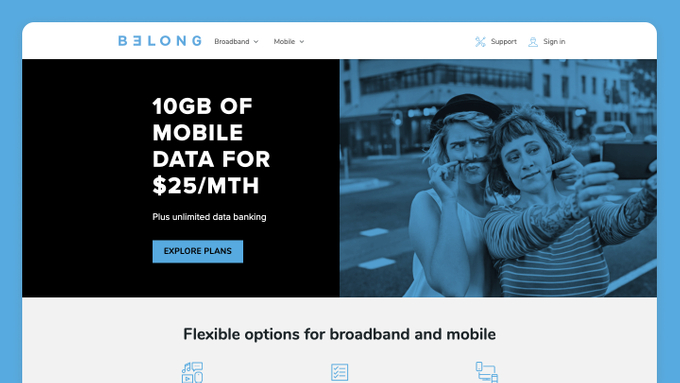 BELONG
Broadband
Mobile
Support
Sign in
10GB OF
MOBILE
DATA FOR
$25/MTH
Plus unlimited data banking
EXPLORE PLANS
Flexible options for broadband and mobile